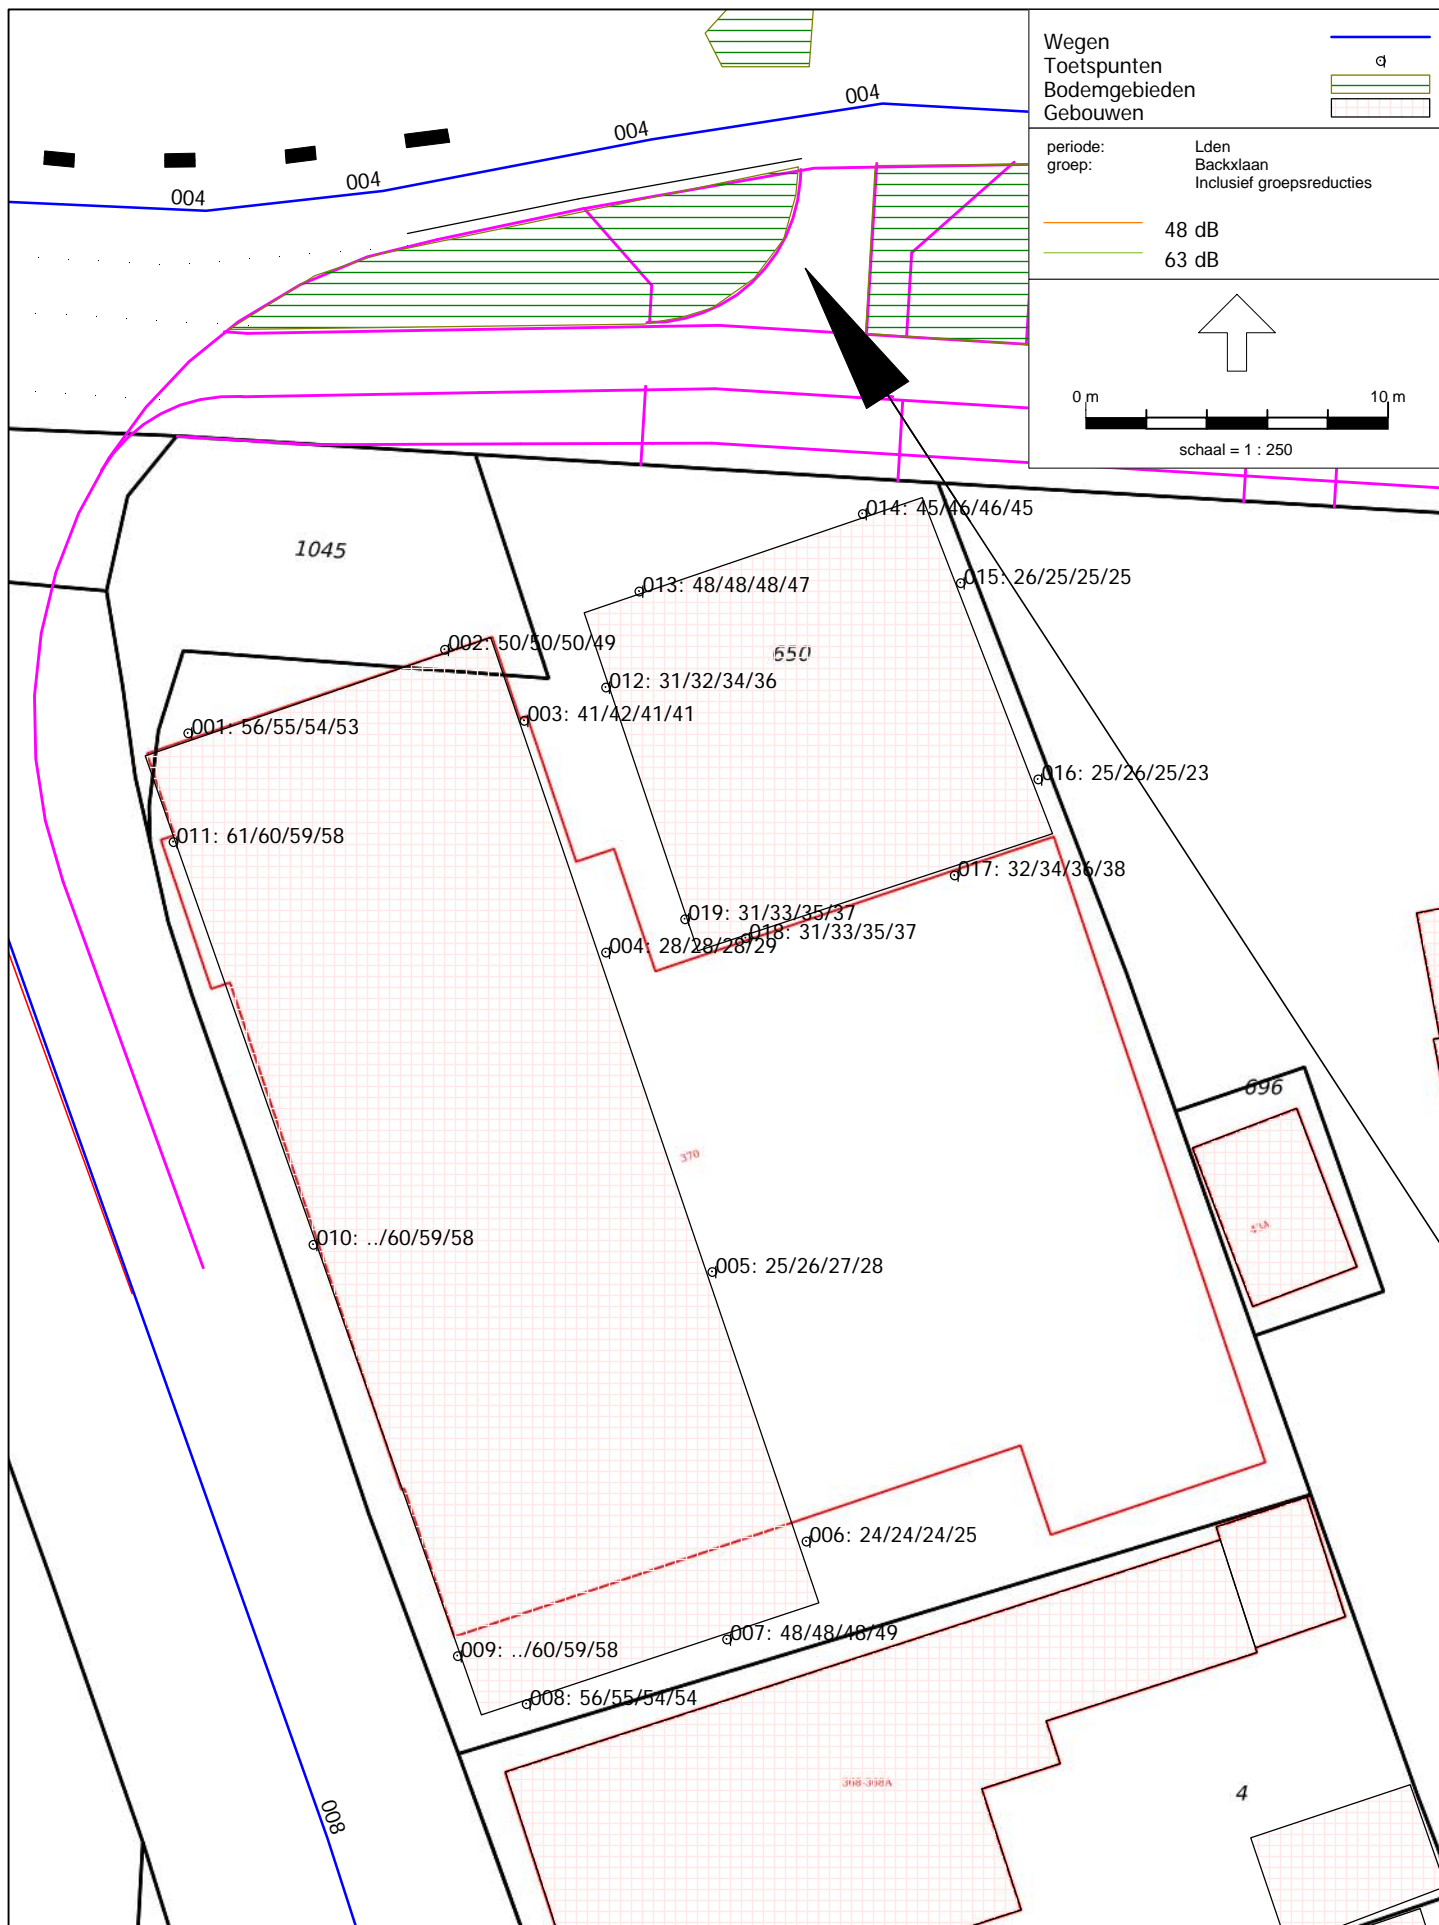 Wegen
Toetspunten
Bodemgebieden
Gebouwen
periode: Lden
groep: Backxlaan
Inclusief groepsreducties
48 dB
63 dB
0 m 10 m
schaal = 1 : 250
004
004
004
004
1045
014: 45/46/46/45
015: 26/25/25/25
013: 48/48/48/47
002: 50/50/50/49
650
012: 31/32/34/36
003: 41/42/41/41
001: 56/55/54/53
016: 25/26/25/23
011: 61/60/59/58
017: 32/34/36/38
019: 31/33/35/37
018: 31/33/35/37
004: 28/28/28/29
696
370
43A
010: ../60/59/58
005: 25/26/27/28
006: 24/24/24/25
007: 48/48/48/49
009: ../60/59/58
008: 56/55/54/54
308-308A
4
008